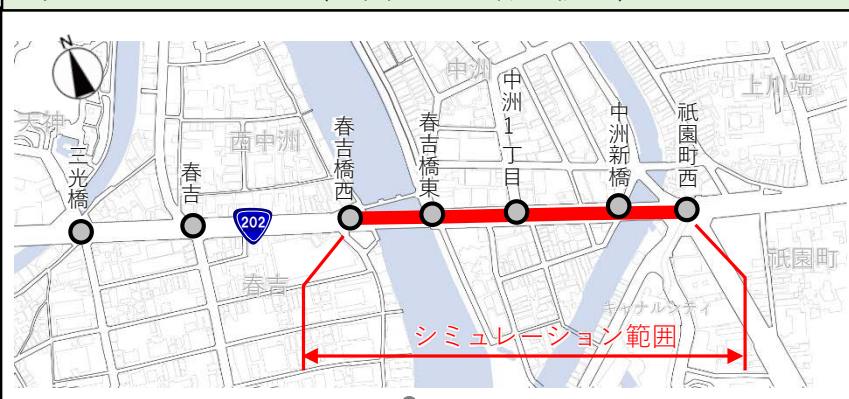 N
中洲
上川端
天神
西中洲
三光橋
春吉
春吉橋西
春吉橋東
中洲1丁目
中洲新橋
祇園町西
202
祇園町
春吉
キャナルシティ
シミュレーション範囲